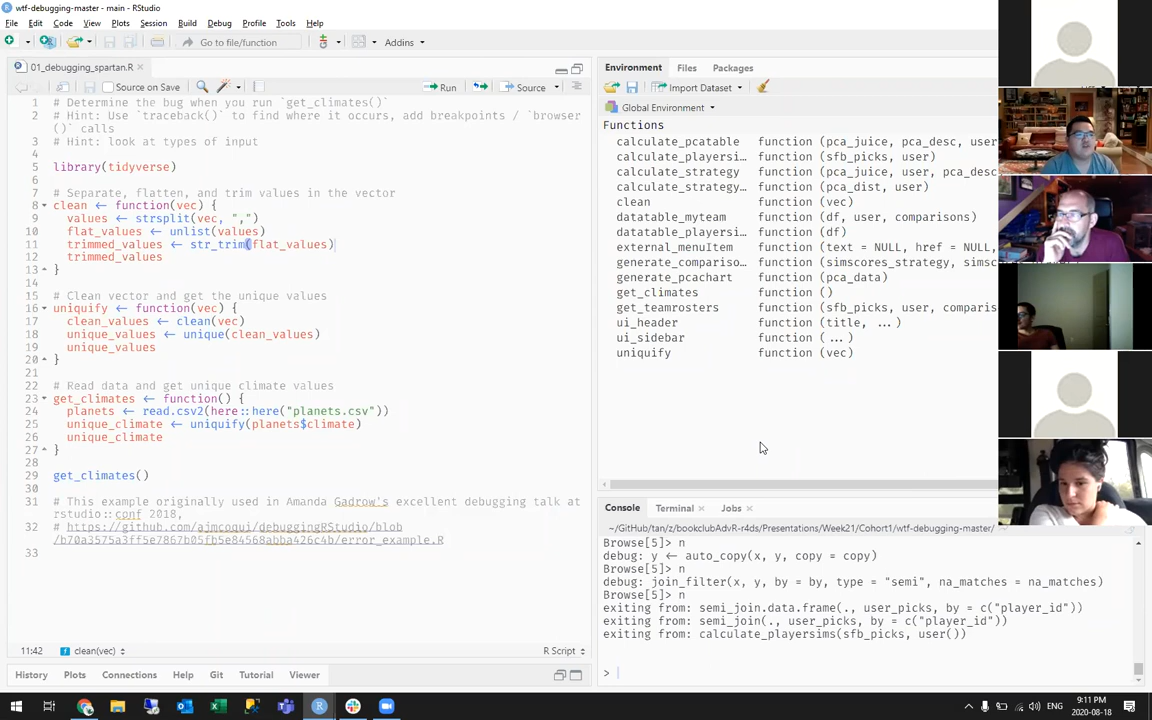 wtf-debugging-master - main - RStudio
File Edit Code View Plots Session Build Debug Profile Tools Help
Go to file/function Addins
01_debugging_spartan.R
Source on Save Run Source
1 # Determine the bug when you run `get_climates()`
2 # Hint: Use `traceback()` to find where it occurs, add breakpoints / `browser
()` calls
3 # Hint: look at types of input
4
5 library(tidyverse)
6
7 # Separate, flatten, and trim values in the vector
8 clean ← function(vec) {
9 values ← strsplit(vec, ",")
10 flat_values ← unlist(values)
11 trimmed_values ← str_trim(flat_values)
12 trimmed_values
13 }
14
15 # Clean vector and get the unique values
16 uniquify ← function(vec) {
17 clean_values ← clean(vec)
18 unique_values ← unique(clean_values)
19 unique_values
20 }
21
22 # Read data and get unique climate values
23 get_climates ← function() {
24 planets ← read.csv2(here::here("planets.csv"))
25 unique_climate ← uniquify(planets$climate)
26 unique_climate
27 }
28
29 get_climates()
30
31 # This example originally used in Amanda Gadrow's excellent debugging talk at
rstudio::conf 2018,
32 # https://github.com/ajmcoqui/debuggingRStudio/blob
/b70a3575a3ff5e7867b05fb5e84568abba426c4b/error_example.R
33
11:42 clean(vec) R Script
History Plots Connections Help Git Tutorial Viewer
Environment Files Packages
Import Dataset
Global Environment
Functions
calculate_pcatable function (pca_juice, pca_desc, user
calculate_playersi… function (sfb_picks, user)
calculate_strategy function (pca_juice, pca_desc, use
calculate_strategy… function (pca_dist, user)
clean function (vec)
datatable_myteam function (df, user, comparisons)
datatable_teams function (df)
external_menuItem function (text = NULL, href = NULL,
generate_compariso… function (simscores_strategy, simsc
generate_pcachart function (pca_data)
get_climates function ()
get_teamrosters function (sfb_picks, user, comparis
ui_header function (title, ...)
ui_sidebar function (...)
uniquify function (vec)
Console Terminal Jobs
~/GitHub/tan/z/bookclubAdvR-r4ds/Presentations/Week21/Cohort1/wtf-debugging-master/
Browse[5]> n
debug: y ← auto_copy(x, y, copy = copy)
Browse[5]> n
debug: join_filter(x, y, by = by, type = "semi", na_matches = na_matches)
Browse[5]> n
exiting from: semi_join.data.frame(., user_picks, by = c("player_id"))
exiting from: semi_join(., user_picks, by = c("player_id"))
exiting from: calculate_playersims(sfb_picks, user())
>
ENG
9:11 PM
2020-08-18